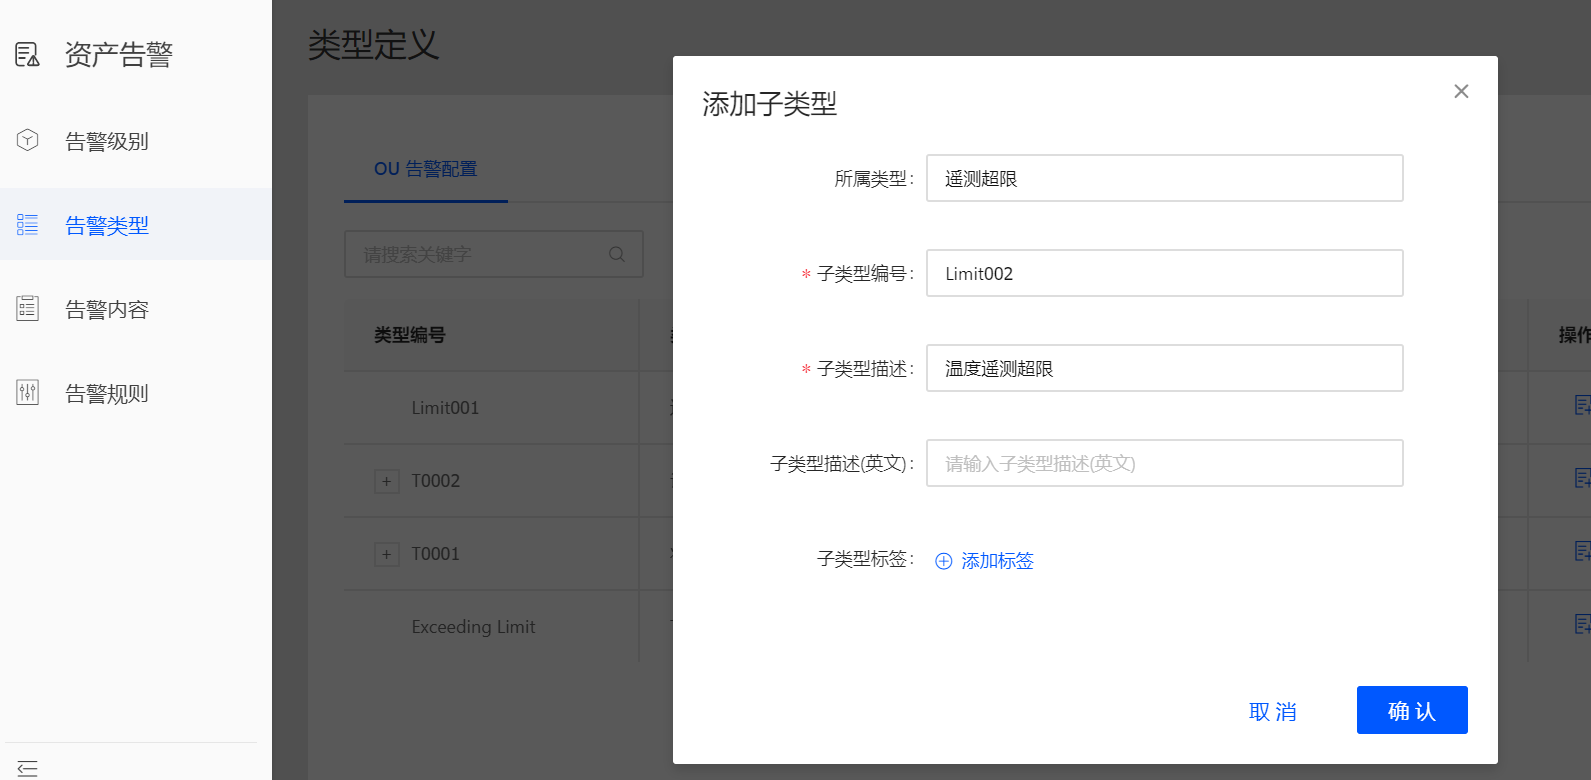 资产告警
告警级别
告警类型
告警内容
告警规则
类型定义
OU 告警配置
请搜索关键字
类型编号
操作
Limit001
+ T0002
+ T0001
Exceeding Limit
添加子类型
所属类型: 遥测超限
* 子类型编号: Limit002
* 子类型描述: 温度遥测超限
子类型描述(英文): 请输入子类型描述(英文)
子类型标签: 添加标签
取消
确认